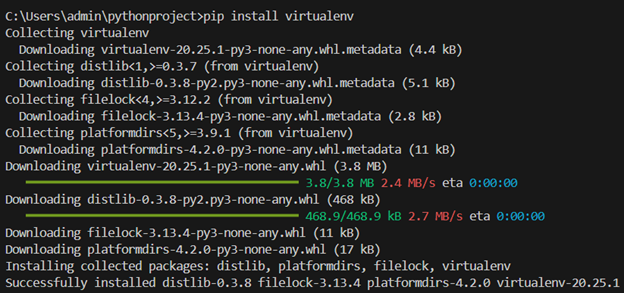 C:\Users\admin\pythonproject>pip install virtualenv
Collecting virtualenv
Downloading virtualenv-20.25.1-py3-none-any.whl.metadata (4.4 kB)
Collecting distlib<1,>=0.3.7 (from virtualenv)
Downloading distlib-0.3.8-py2.py3-none-any.whl.metadata (5.1 kB)
Collecting filelock<4,>=3.12.2 (from virtualenv)
Downloading filelock-3.13.4-py3-none-any.whl.metadata (2.8 kB)
Collecting platformdirs<5,>=3.9.1 (from virtualenv)
Downloading platformdirs-4.2.0-py3-none-any.whl.metadata (11 kB)
Downloading virtualenv-20.25.1-py3-none-any.whl (3.8 MB)
3.8/3.8 MB 2.4 MB/s eta 0:00:00
Downloading distlib-0.3.8-py2.py3-none-any.whl (468 kB)
468.9/468.9 kB 2.7 MB/s eta 0:00:00
Downloading filelock-3.13.4-py3-none-any.whl (11 kB)
Downloading platformdirs-4.2.0-py3-none-any.whl (17 kB)
Installing collected packages: distlib, platformdirs, filelock, virtualenv
Successfully installed distlib-0.3.8 filelock-3.13.4 platformdirs-4.2.0 virtualenv-20.25.1